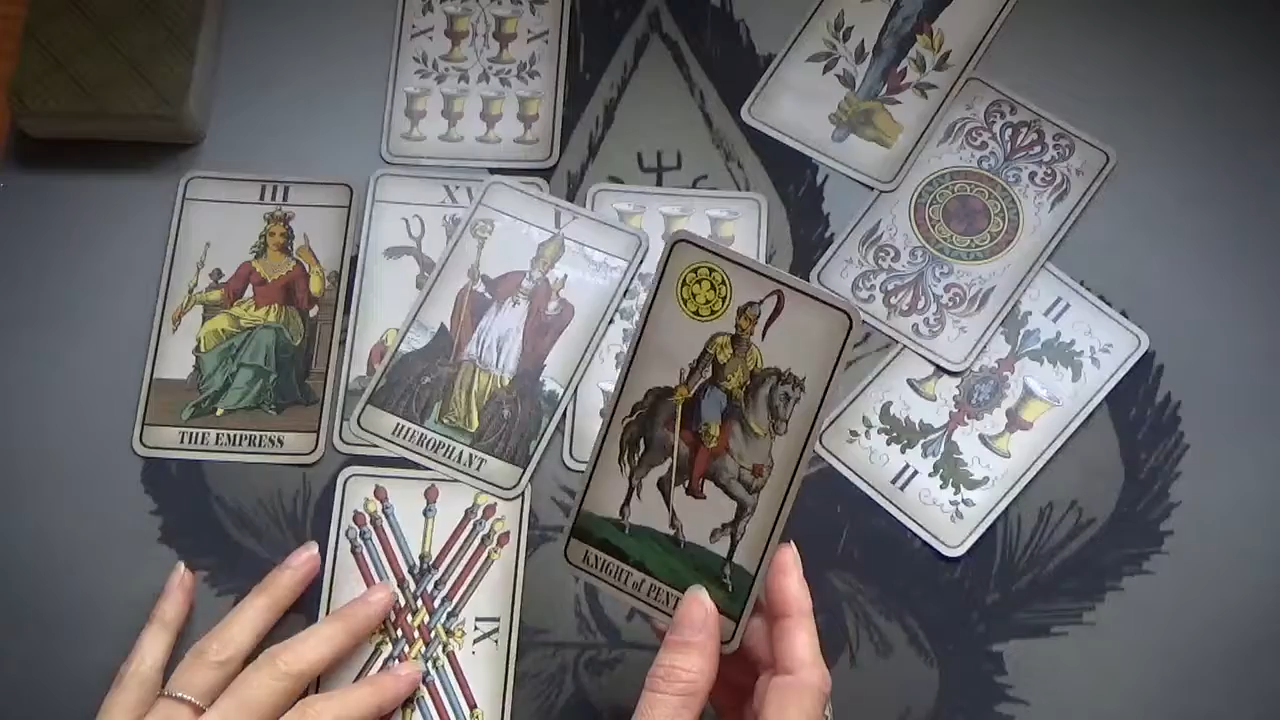 X X
III
THE EMPRESS
XV
V
HIEROPHANT
KNIGHT of PENT
IX
II
II